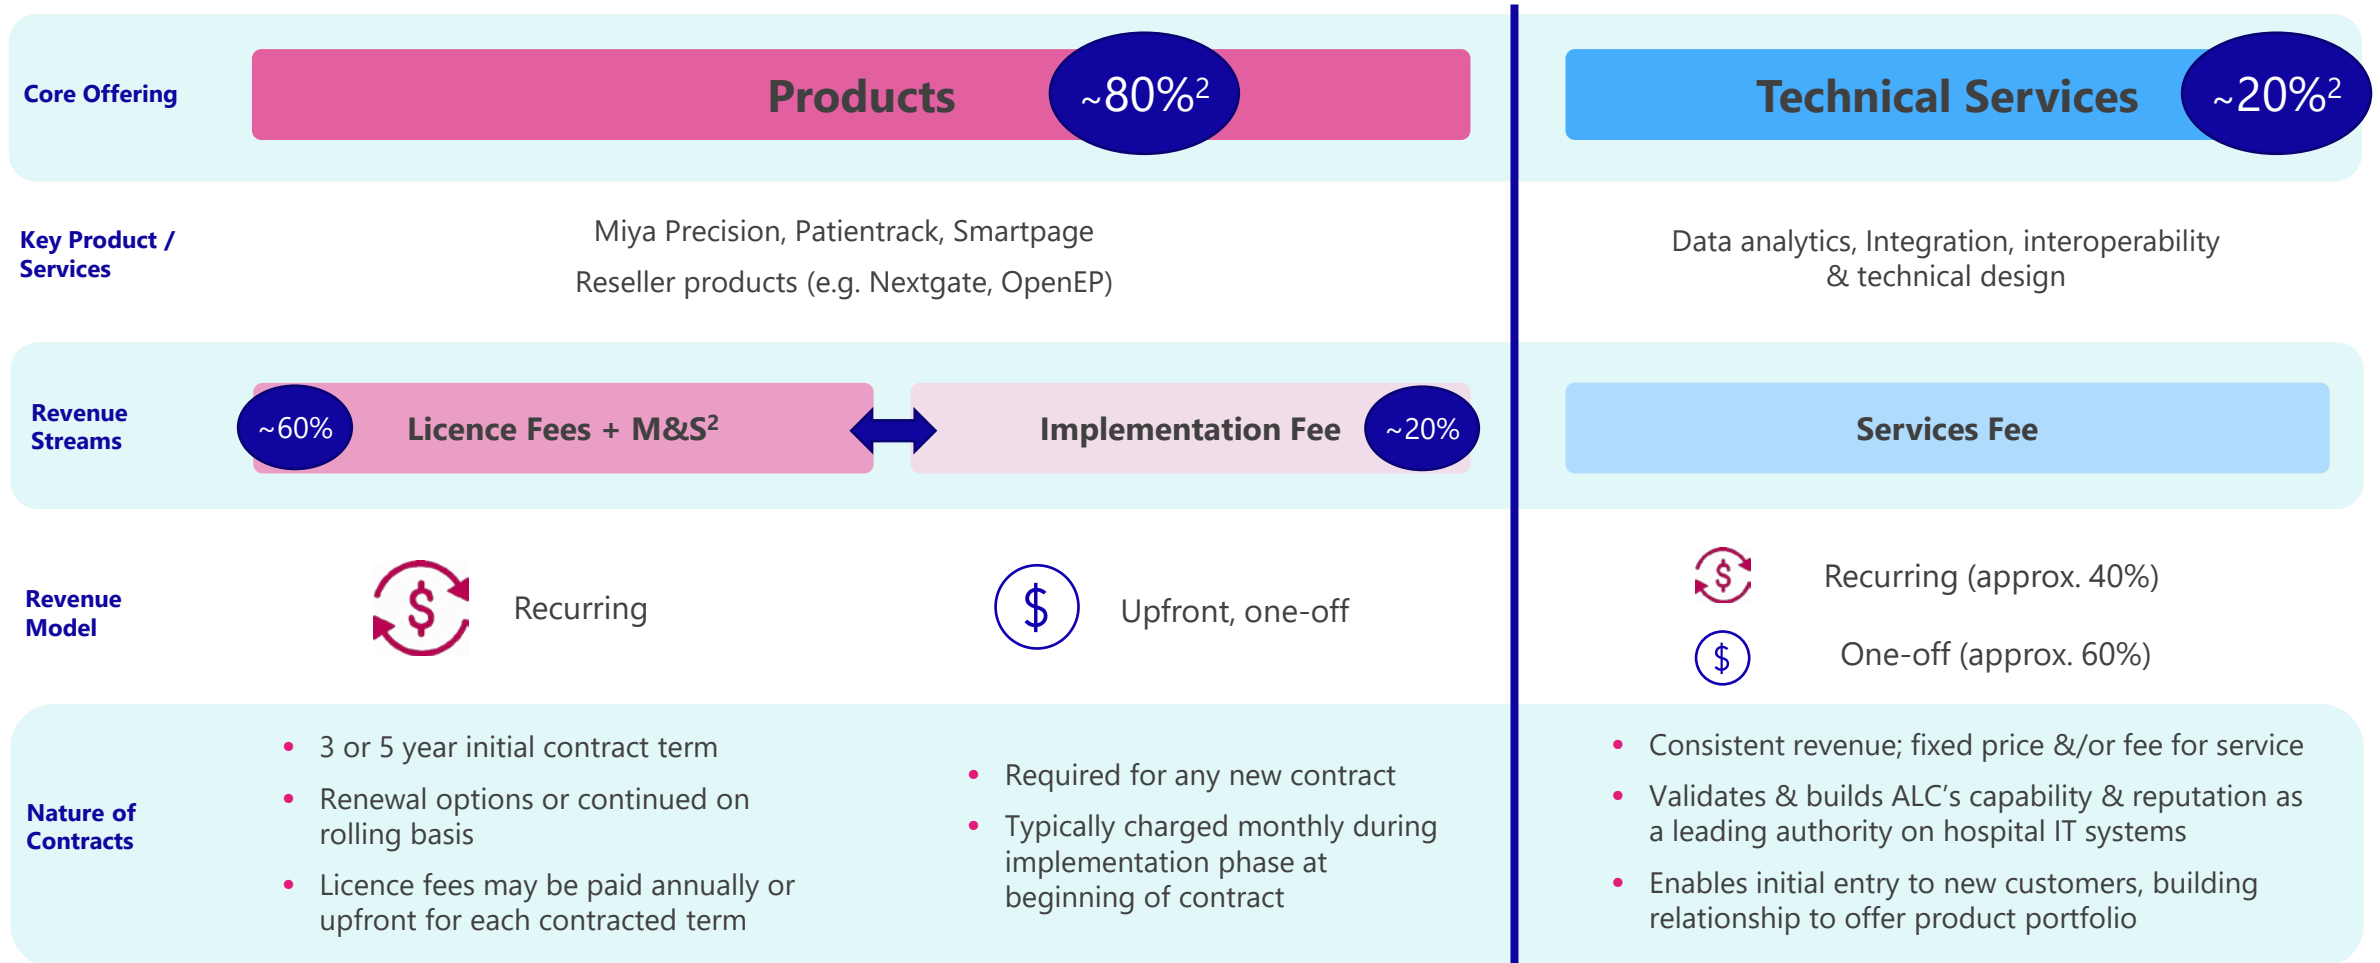 Core Offering
Products
~80%²
Technical Services
~20%²
Key Product /
Services
Miya Precision, Patientrack, Smartpage
Reseller products (e.g. Nextgate, OpenEP)
Data analytics, Integration, interoperability
& technical design
Revenue
Streams
~60%
Licence Fees + M&S²
Implementation Fee
~20%
Services Fee
Revenue
Model
$
Recurring
$
Upfront, one-off
$
Recurring (approx. 40%)
$
One-off (approx. 60%)
Nature of
Contracts
• 3 or 5 year initial contract term
• Renewal options or continued on
rolling basis
• Licence fees may be paid annually or
upfront for each contracted term
• Required for any new contract
• Typically charged monthly during
implementation phase at
beginning of contract
• Consistent revenue; fixed price &/or fee for service
• Validates & builds ALC’s capability & reputation as
a leading authority on hospital IT systems
• Enables initial entry to new customers, building
relationship to offer product portfolio